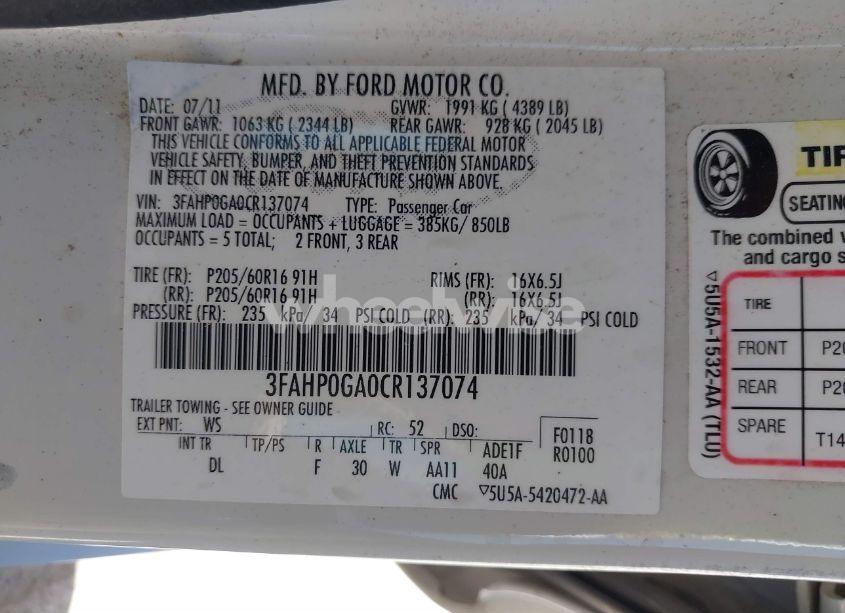 MFD. BY FORD MOTOR CO.
DATE: 07/11 GVWR: 1991 KG ( 4389 LB)
FRONT GAWR: 1063 KG ( 2344 LB) REAR GAWR: 928 KG ( 2045 LB)
THIS VEHICLE CONFORMS TO ALL APPLICABLE FEDERAL MOTOR
VEHICLE SAFETY, BUMPER, AND THEFT PREVENTION STANDARDS
IN EFFECT ON THE DATE OF MANUFACTURE SHOWN ABOVE.
VIN: 3FAHP0GA0CR137074 TYPE: Passenger Car
MAXIMUM LOAD = OCCUPANTS + LUGGAGE = 385KG/ 850LB
OCCUPANTS = 5 TOTAL; 2 FRONT, 3 REAR
TIRE (FR): P205/60R16 91H RIMS (FR): 16X6.5J
(RR): P205/60R16 91H (RR): 16X6.5J
PRESSURE (FR): 235 kPa/ 34 PSI COLD (RR): 235 kPa/ 34 PSI COLD
wheelwise
3FAHP0GA0CR137074
TRAILER TOWING - SEE OWNER GUIDE
EXT PNT: WS RC: 52 DSO: F0118
INT TR TP/PS R AXLE TR SPR ADE1F R0100
DL F 30 W AA11 40A
CMC ▽5U5A-5420472-AA
TIR
SEATING
The combined
and cargo s
TIRE
FRONT P20
REAR P20
SPARE T14
▽5U5A-1532-AA (TL0)